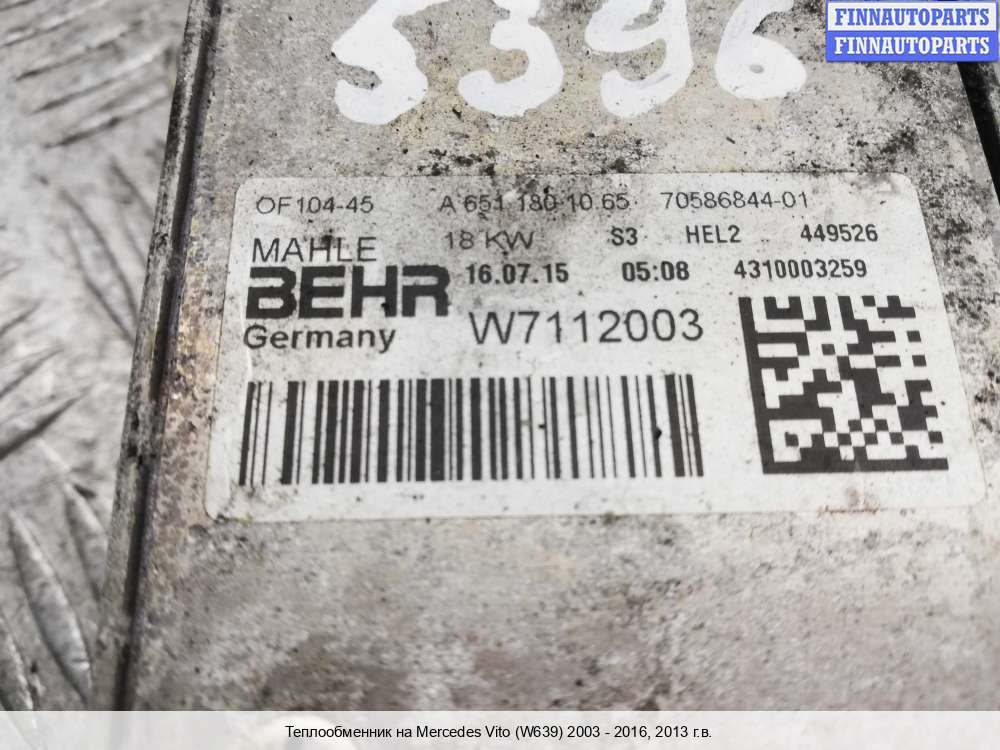 FINNAUTOPARTS
FINNAUTOPARTS
5396
OF104-45 A 651 180 10 65 70586844-01
18 KW S3 HEL2 449526
MAHLE
BEHR 16.07.15 05:08 4310003259
Germany W7112003
Теплообменник на Mercedes Vito (W639) 2003 - 2016, 2013 г.в.